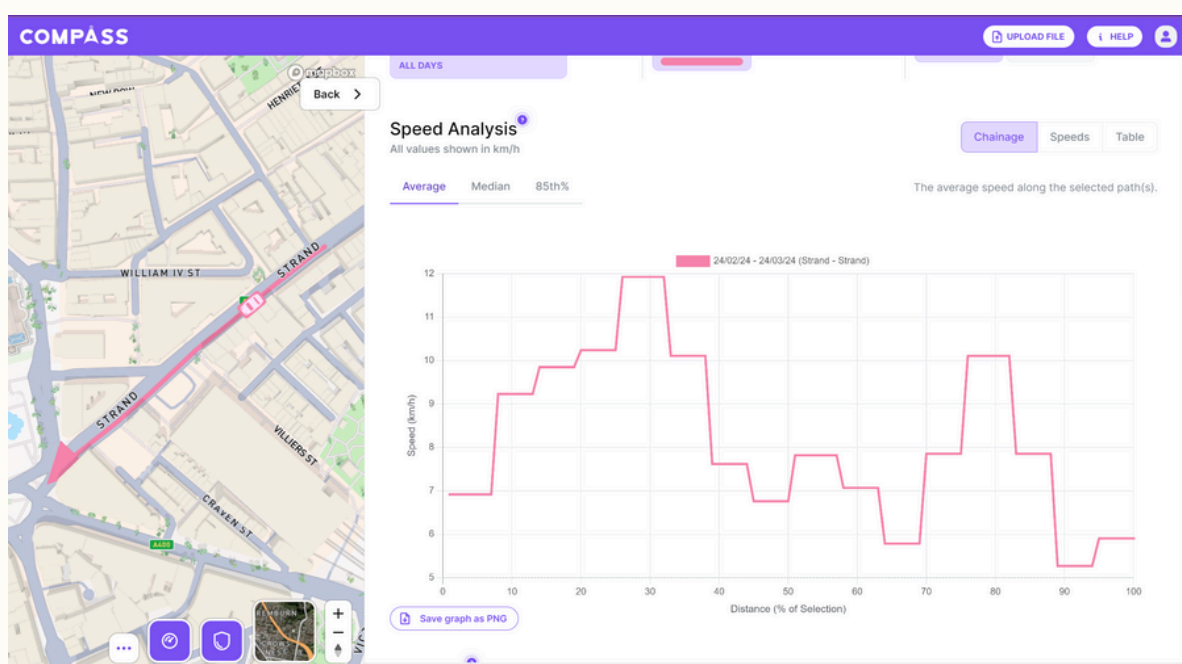 COMPÅSS
UPLOAD FILE
i HELP
mapbox
Back
HENRIE
WILLIAM IV ST
STRAND
STRAND
VILLIERS ST
CRAVEN ST
A400
ALL DAYS
Speed Analysis
?
All values shown in km/h
Chainage Speeds Table
Average Median 85th%
The average speed along the selected path(s).
24/02/24 - 24/03/24 (Strand - Strand)
12
11
10
9
8
7
6
5
Speed (km/h)
0 10 20 30 40 50 60 70 80 90 100
Distance (% of Selection)
Save graph as PNG